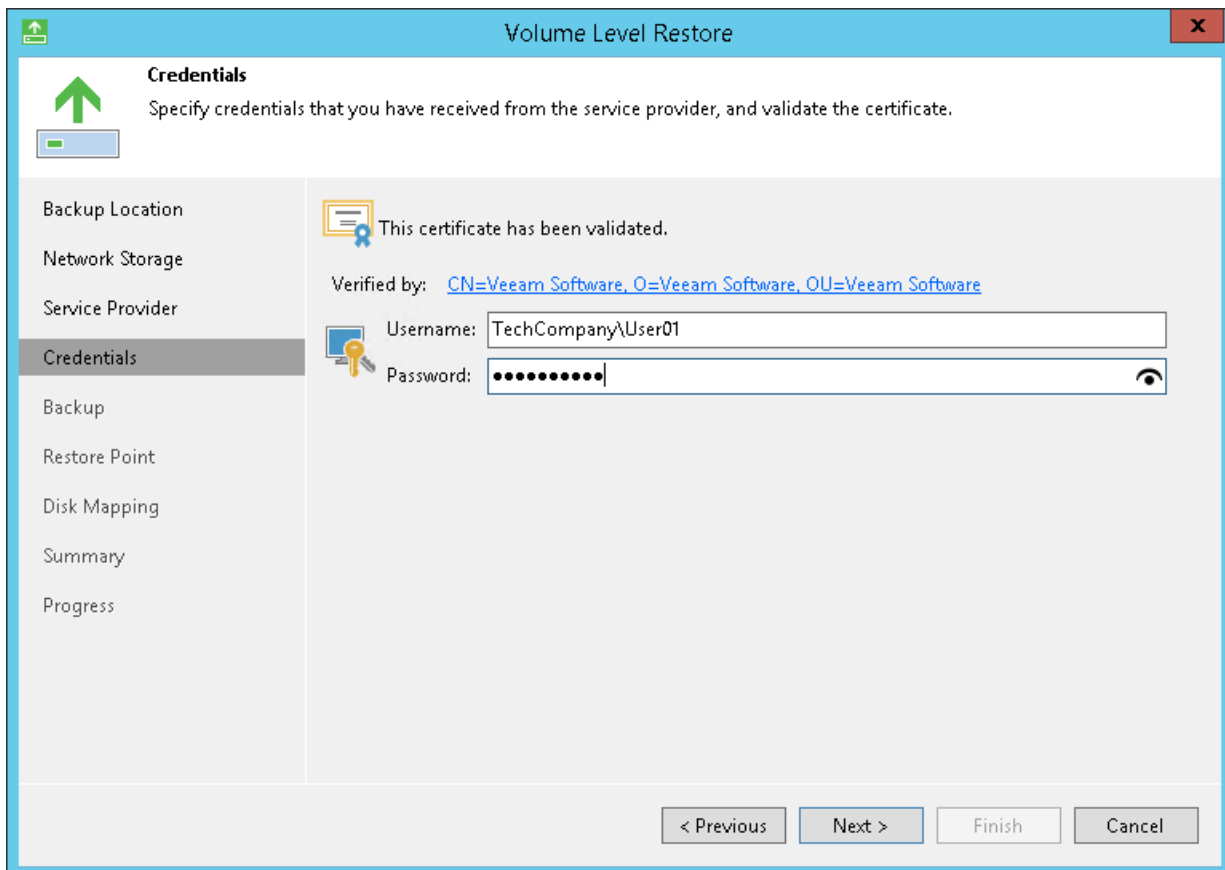 Volume Level Restore
x
Credentials
Specify credentials that you have received from the service provider, and validate the certificate.
Backup Location
Network Storage
Service Provider
Credentials
Backup
Restore Point
Disk Mapping
Summary
Progress
This certificate has been validated.
Verified by: CN=Veeam Software, O=Veeam Software, OU=Veeam Software
Username: TechCompany\User01
Password: ••••••••••
< Previous Next > Finish Cancel